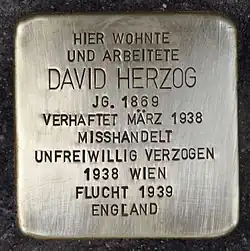 HIER WOHNTE
UND ARBEITETE
DAVID HERZOG
JG. 1869
VERHAFTET MÄRZ 1938
MISSHANDELT
UNFREIWILLIG VERZOGEN
1938 WIEN
FLUCHT 1939
ENGLAND